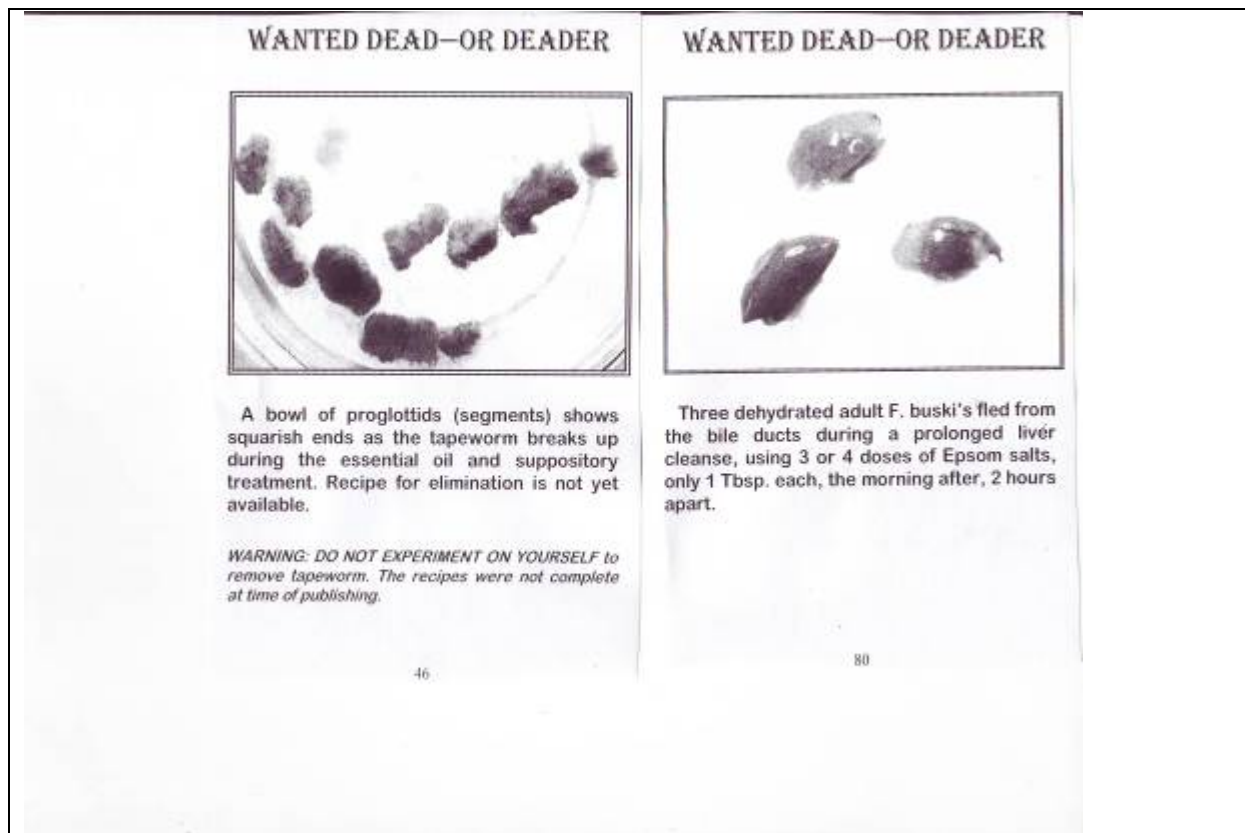 WANTED DEAD—OR DEADER
A bowl of proglottids (segments) shows
squarish ends as the tapeworm breaks up
during the essential oil and suppository
treatment. Recipe for elimination is not yet
available.
WARNING: DO NOT EXPERIMENT ON YOURSELF to
remove tapeworm. The recipes were not complete
at time of publishing.
46
WANTED DEAD—OR DEADER
Three dehydrated adult F. buski's fled from
the bile ducts during a prolonged liver
cleanse, using 3 or 4 doses of Epsom salts,
only 1 Tbsp. each, the morning after, 2 hours
apart.
80